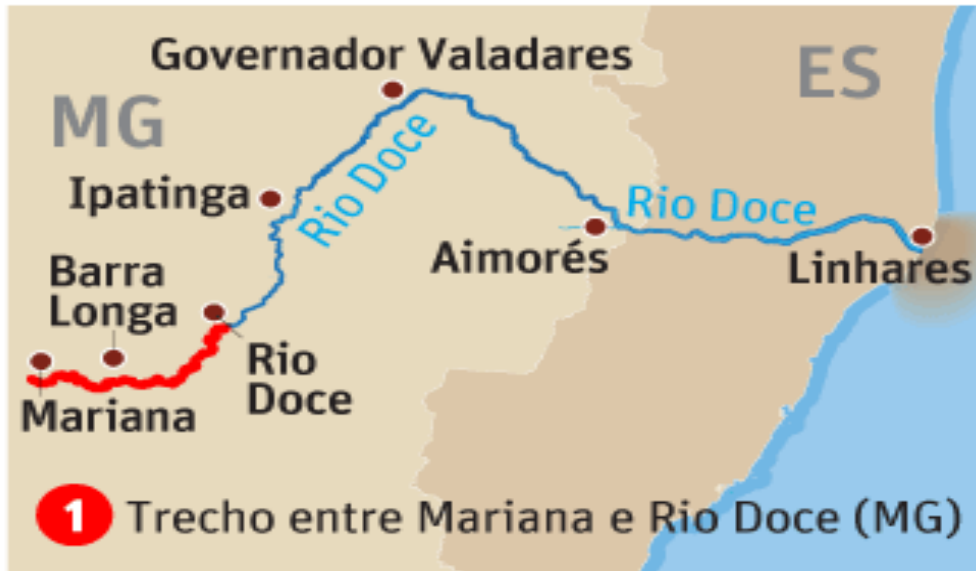 Governador Valadares
ES
MG
Rio Doce
Ipatinga
Rio Doce
Aimorés
Linhares
Barra
Longa
Rio
Doce
Mariana
1 Trecho entre Mariana e Rio Doce (MG)